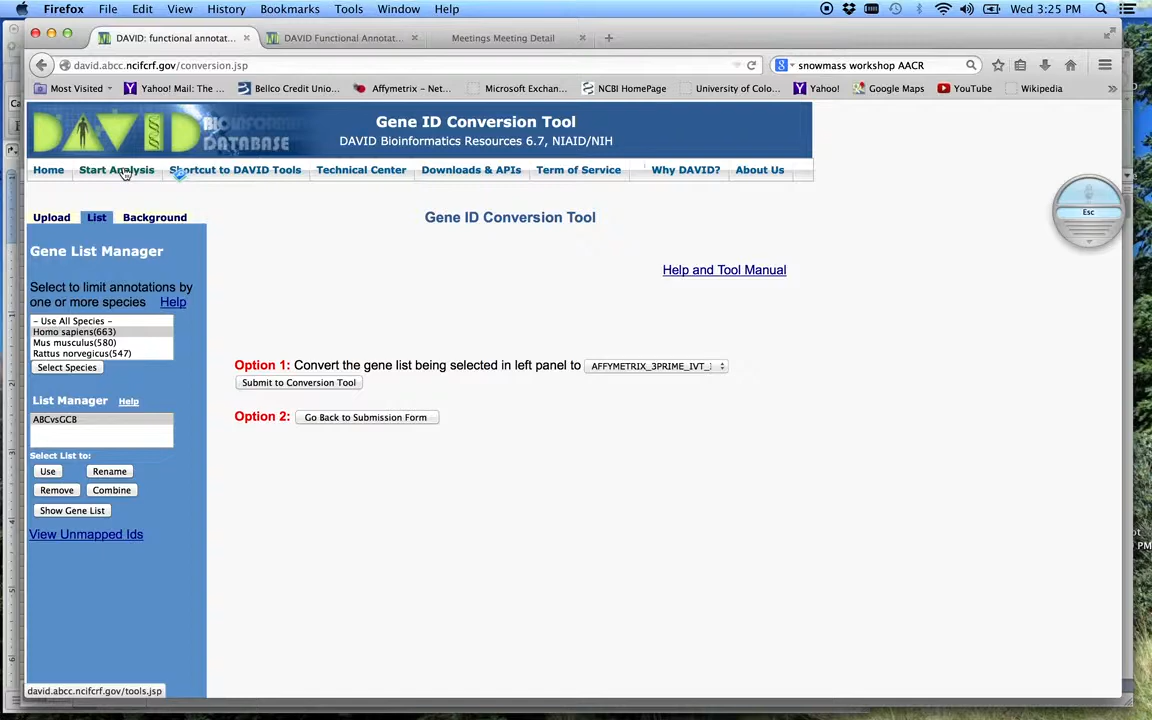 Firefox File Edit View History Bookmarks Tools Window Help Wed 3:25 PM
DAVID: functional annotat... DAVID Functional Annotat... Meetings Meeting Detail
david.abcc.ncifcrf.gov/conversion.jsp snowmass workshop AACR
Most Visited Yahoo! Mail: The ... Bellco Credit Unio... Affymetrix - Net... Microsoft Exchan... NCBI HomePage University of Colo... Yahoo! Google Maps YouTube Wikipedia
DAVID BIOINFORMATICS DATABASE
Gene ID Conversion Tool
DAVID Bioinformatics Resources 6.7, NIAID/NIH
Home Start Analysis Shortcut to DAVID Tools Technical Center Downloads & APIs Term of Service Why DAVID? About Us
Esc
Upload List Background
Gene ID Conversion Tool
Gene List Manager
Help and Tool Manual
Select to limit annotations by
one or more species Help
- Use All Species -
Homo sapiens(663)
Mus musculus(580)
Rattus norvegicus(547)
Select Species
Option 1: Convert the gene list being selected in left panel to AFFYMETRIX_3PRIME_IVT_
Submit to Conversion Tool
Option 2: Go Back to Submission Form
List Manager Help
ABCvsGCB
Select List to:
Use Rename
Remove Combine
Show Gene List
View Unmapped Ids
PM
david.abcc.ncifcrf.gov/tools.jsp